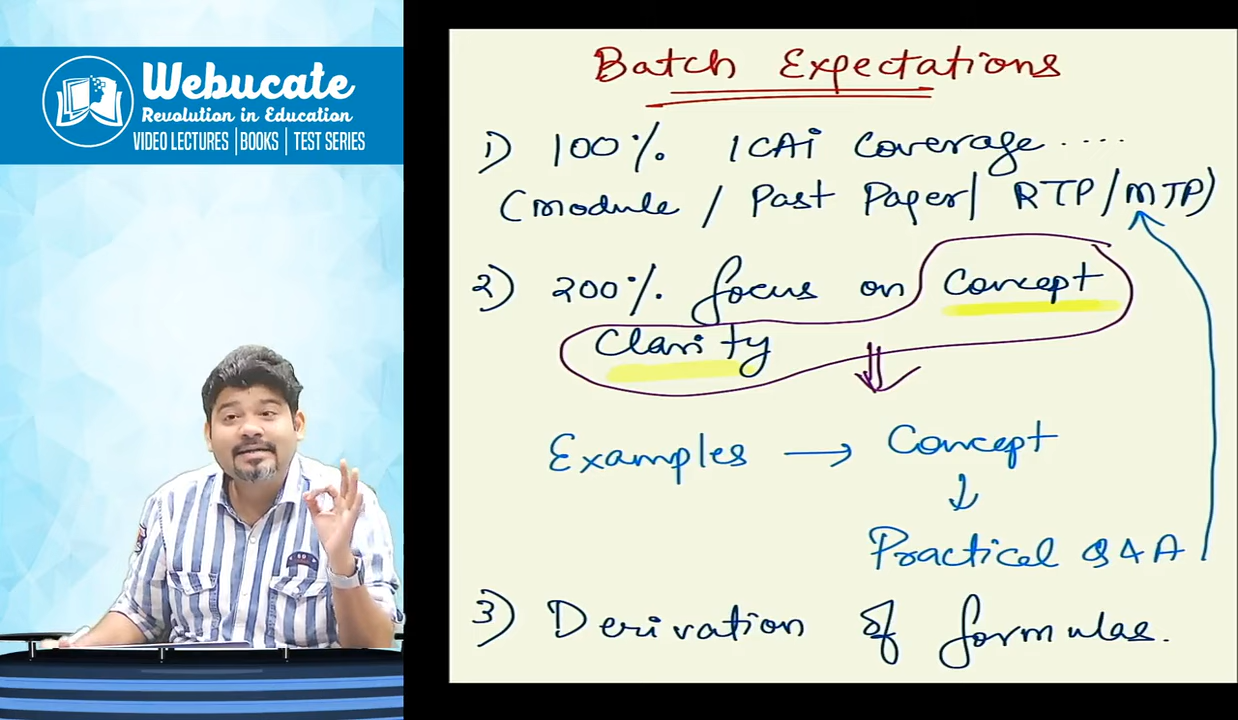 Webucate
Revolution in Education
VIDEO LECTURES | BOOKS | TEST SERIES
Batch Expectations
1) 100% ICAi Coverage ....
(Module / Past Paper / RTP / MTP)
2) 200% focus on Concept
Clarity
Examples → Concept
↓
Practical Q & A
3) Derivation of formulas.